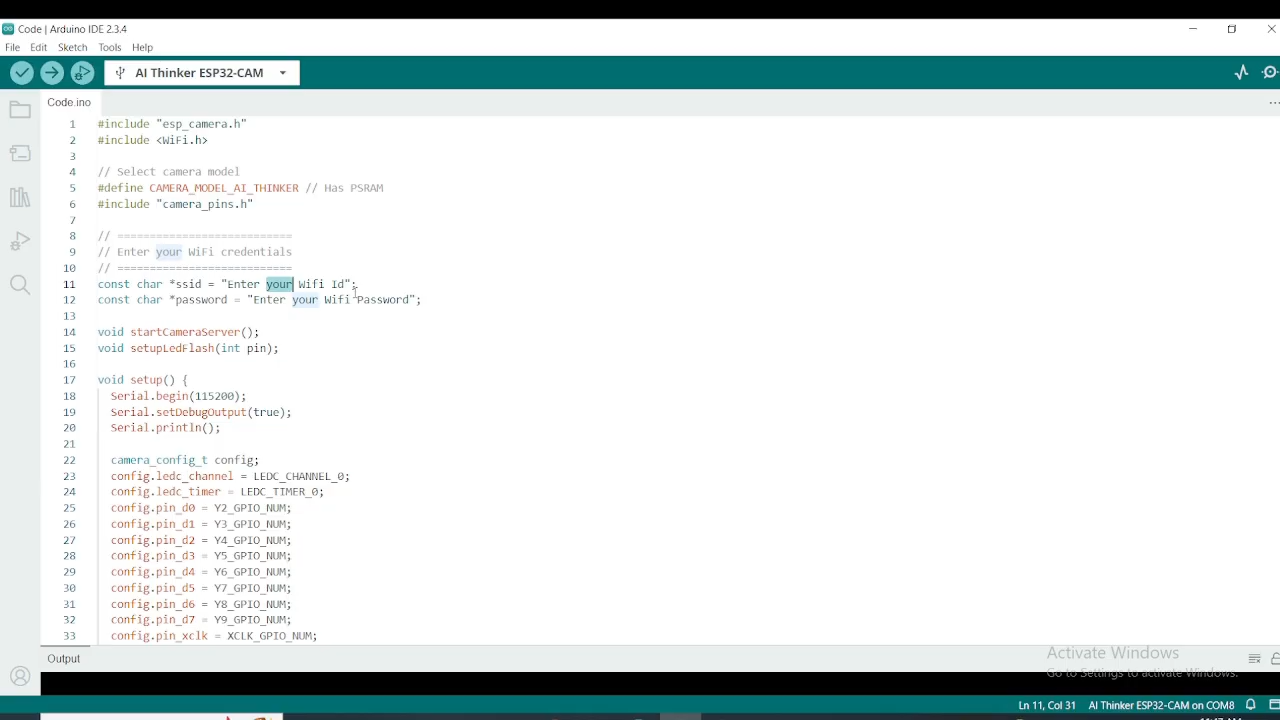 Code | Arduino IDE 2.3.4
File Edit Sketch Tools Help
AI Thinker ESP32-CAM
Code.ino
1 #include "esp_camera.h"
2 #include <WiFi.h>
3
4 // Select camera model
5 #define CAMERA_MODEL_AI_THINKER // Has PSRAM
6 #include "camera_pins.h"
7
8 // ===========================
9 // Enter your WiFi credentials
10 // ===========================
11 const char *ssid = "Enter your Wifi Id";
12 const char *password = "Enter your Wifi Password";
13
14 void startCameraServer();
15 void setupLedFlash(int pin);
16
17 void setup() {
18 Serial.begin(115200);
19 Serial.setDebugOutput(true);
20 Serial.println();
21
22 camera_config_t config;
23 config.ledc_channel = LEDC_CHANNEL_0;
24 config.ledc_timer = LEDC_TIMER_0;
25 config.pin_d0 = Y2_GPIO_NUM;
26 config.pin_d1 = Y3_GPIO_NUM;
27 config.pin_d2 = Y4_GPIO_NUM;
28 config.pin_d3 = Y5_GPIO_NUM;
29 config.pin_d4 = Y6_GPIO_NUM;
30 config.pin_d5 = Y7_GPIO_NUM;
31 config.pin_d6 = Y8_GPIO_NUM;
32 config.pin_d7 = Y9_GPIO_NUM;
33 config.pin_xclk = XCLK_GPIO_NUM;
Output
Activate Windows
Go to Settings to activate Windows.
Ln 11, Col 31 AI Thinker ESP32-CAM on COM8